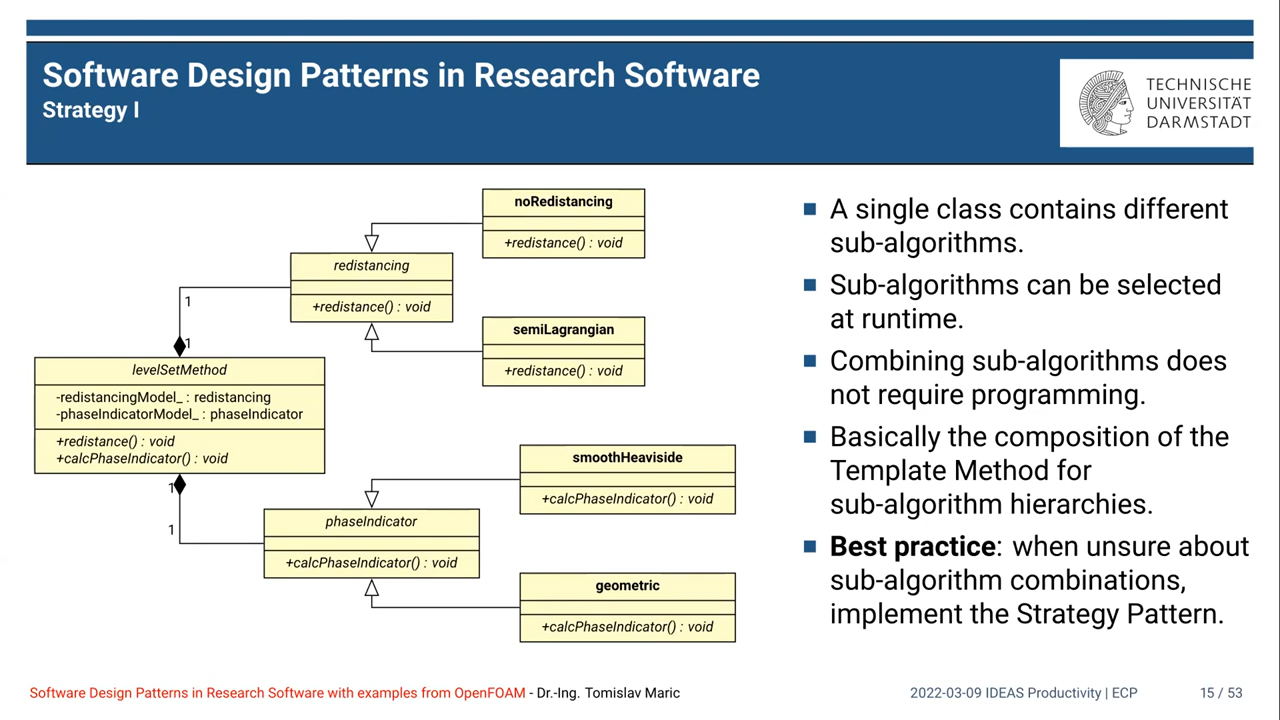 Software Design Patterns in Research Software
Strategy I
TECHNISCHE
UNIVERSITÄT
DARMSTADT
noRedistancing
+redistance() : void
redistancing
+redistance() : void
semiLagrangian
+redistance() : void
1
1
levelSetMethod
-redistancingModel_ : redistancing
-phaseIndicatorModel_ : phaseIndicator
+redistance() : void
+calcPhaseIndicator() : void
1
1
smoothHeaviside
+calcPhaseIndicator() : void
phaseIndicator
+calcPhaseIndicator() : void
geometric
+calcPhaseIndicator() : void
A single class contains different
sub-algorithms.
Sub-algorithms can be selected
at runtime.
Combining sub-algorithms does
not require programming.
Basically the composition of the
Template Method for
sub-algorithm hierarchies.
Best practice: when unsure about
sub-algorithm combinations,
implement the Strategy Pattern.
Software Design Patterns in Research Software with examples from OpenFOAM - Dr.-Ing. Tomislav Maric
2022-03-09 IDEAS Productivity | ECP
15 / 53